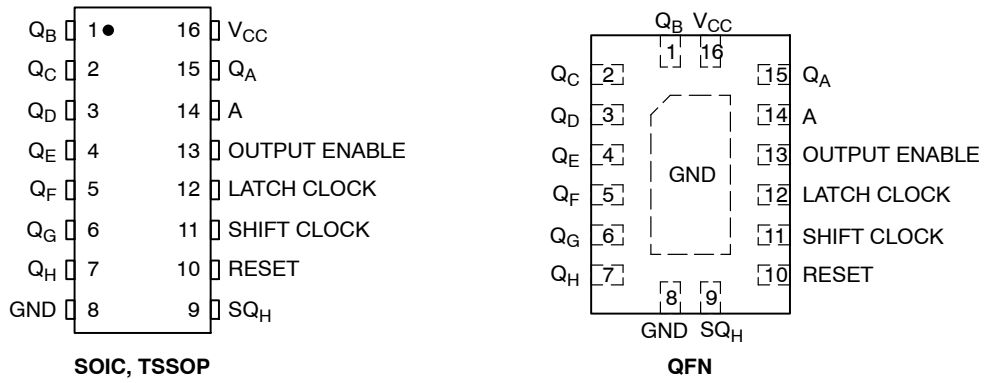 QB 1 16 VCC
QC 2 15 QA
QD 3 14 A
QE 4 13 OUTPUT ENABLE
QF 5 12 LATCH CLOCK
QG 6 11 SHIFT CLOCK
QH 7 10 RESET
GND 8 9 SQH
SOIC, TSSOP
QB VCC
1 16
QC 2 15 QA
QD 3 14 A
QE 4 13 OUTPUT ENABLE
GND
QF 5 12 LATCH CLOCK
QG 6 11 SHIFT CLOCK
QH 7 10 RESET
8 9
GND SQH
QFN